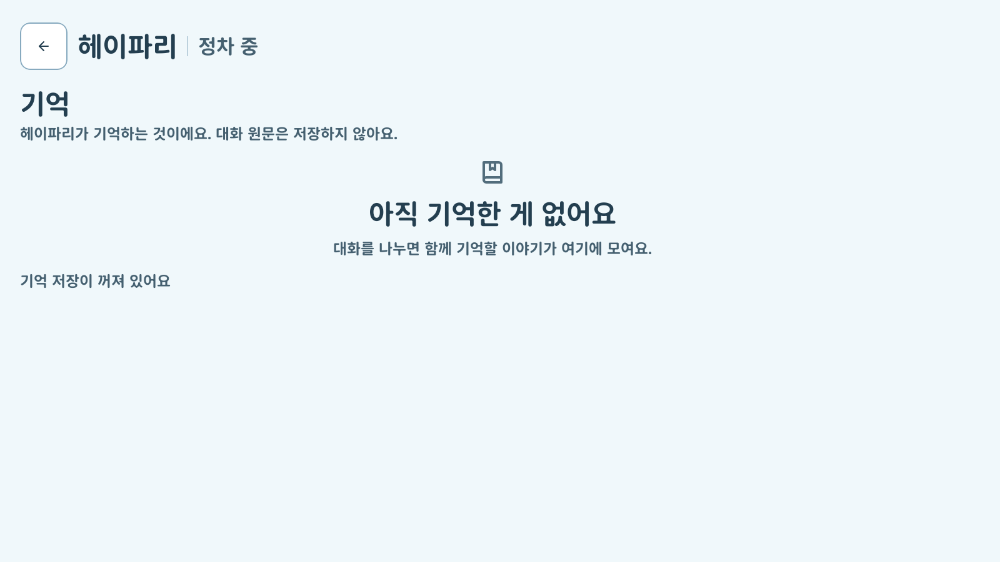 헤이파리 정차 중
기억
헤이파리가 기억하는 것이에요. 대화 원문은 저장하지 않아요.
아직 기억한 게 없어요
대화를 나누면 함께 기억할 이야기가 여기에 모여요.
기억 저장이 꺼져 있어요